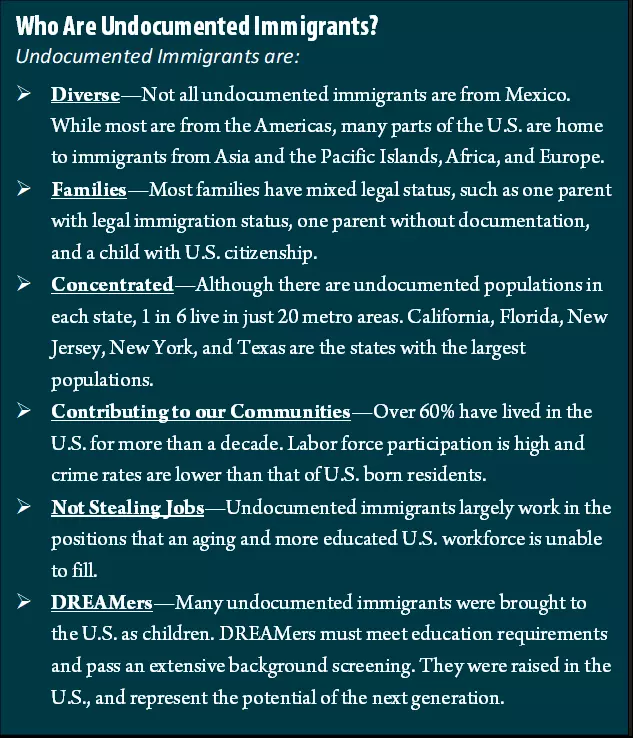 Who Are Undocumented Immigrants?
Undocumented Immigrants are:
➢ Diverse—Not all undocumented immigrants are from Mexico.
While most are from the Americas, many parts of the U.S. are home
to immigrants from Asia and the Pacific Islands, Africa, and Europe.
➢ Families—Most families have mixed legal status, such as one parent
with legal immigration status, one parent without documentation,
and a child with U.S. citizenship.
➢ Concentrated—Although there are undocumented populations in
each state, 1 in 6 live in just 20 metro areas. California, Florida, New
Jersey, New York, and Texas are the states with the largest
populations.
➢ Contributing to our Communities—Over 60% have lived in the
U.S. for more than a decade. Labor force participation is high and
crime rates are lower than that of U.S. born residents.
➢ Not Stealing Jobs—Undocumented immigrants largely work in the
positions that an aging and more educated U.S. workforce is unable
to fill.
➢ DREAMers—Many undocumented immigrants were brought to
the U.S. as children. DREAMers must meet education requirements
and pass an extensive background screening. They were raised in the
U.S., and represent the potential of the next generation.